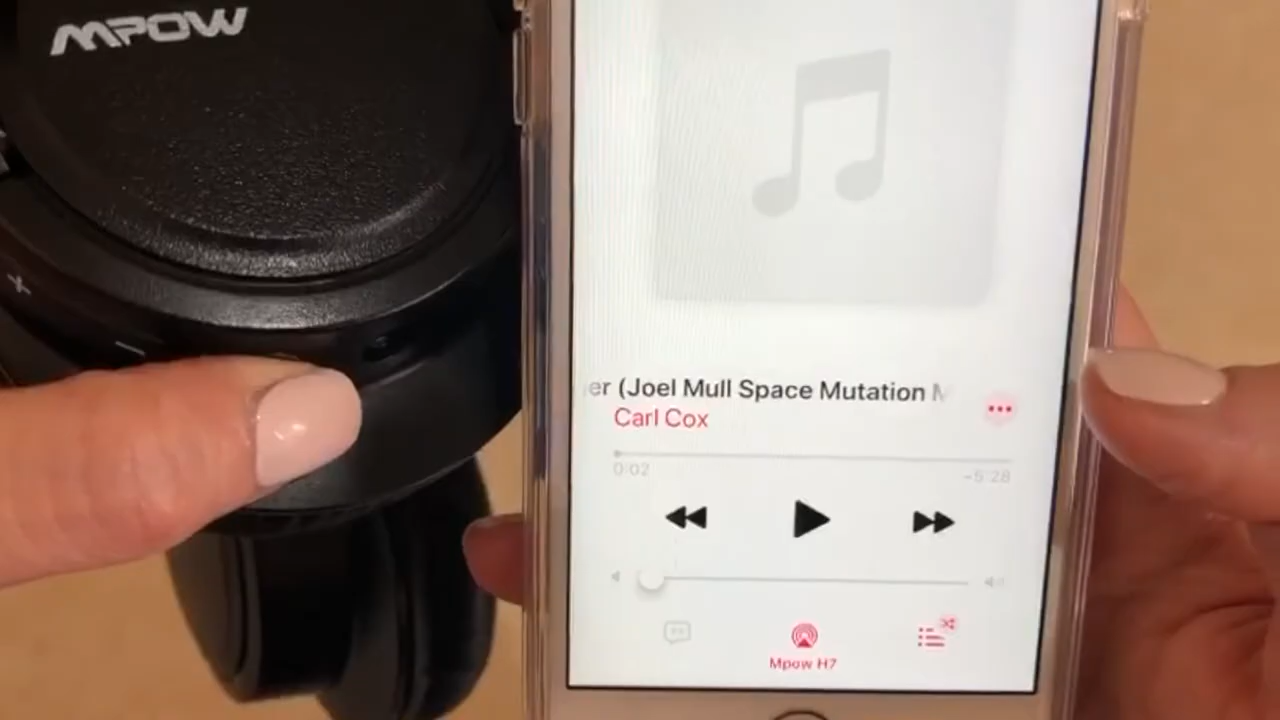 MPOW
+
−
er (Joel Mull Space Mutation M
Carl Cox
0:02
-5:28
Mpow H7